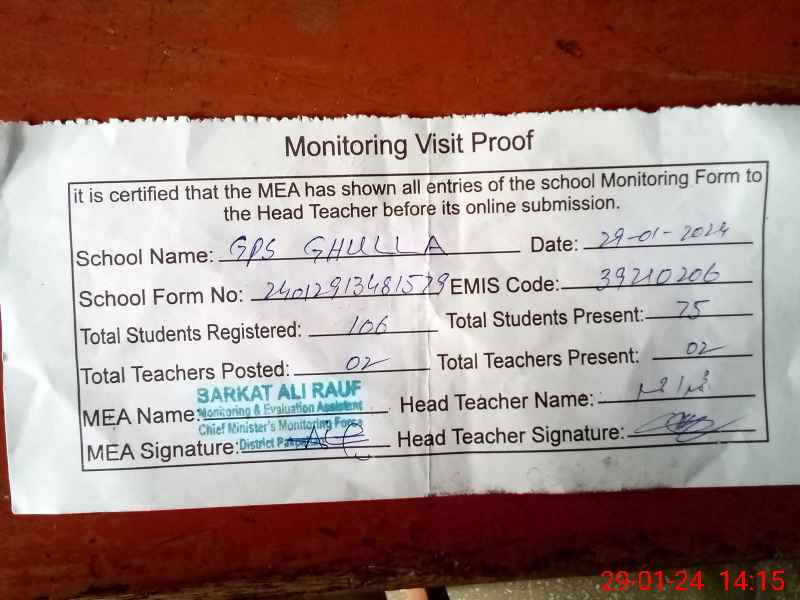 Monitoring Visit Proof
it is certified that the MEA has shown all entries of the school Monitoring Form to
the Head Teacher before its online submission.
School Name: GPS GHULLA Date: 29-01-2024
School Form No: 24012913481529 EMIS Code: 39210206
Total Students Registered: 106 Total Students Present: 75
Total Teachers Posted: 02 Total Teachers Present: 02
BARKAT ALI RAUF
MEA Name: Monitoring & Evaluation Assistent Head Teacher Name:
Chief Minister's Monitoring Force
MEA Signature: District Head Teacher Signature:
29-01-24 14:15